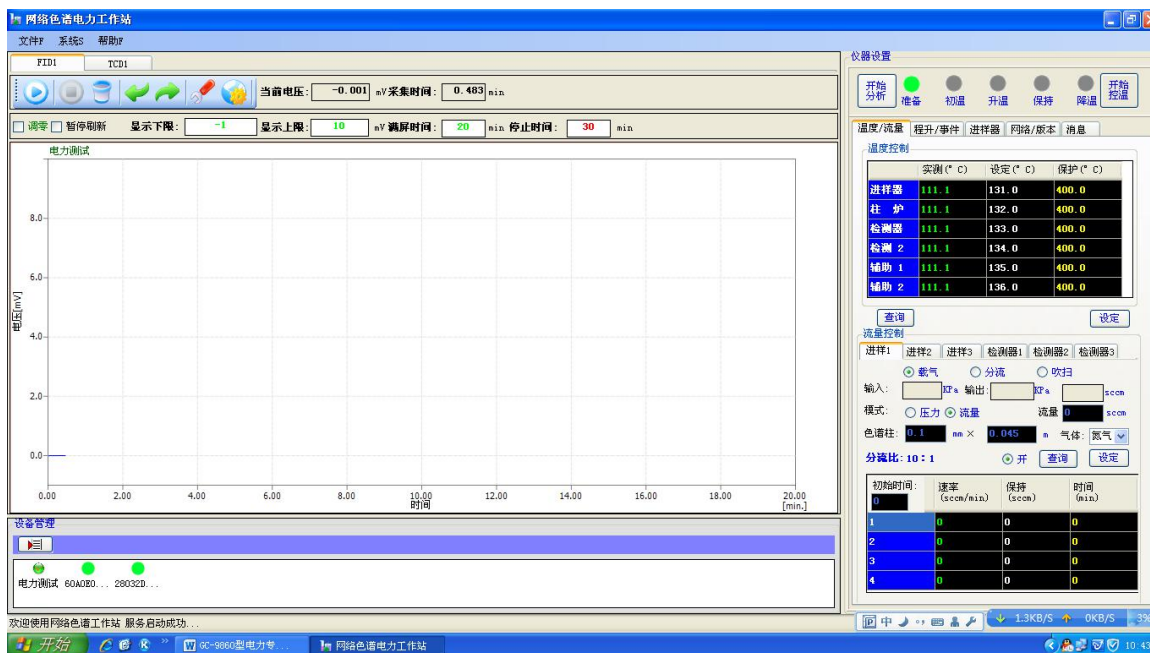 网络色谱电力工作站
文件F 系统S 帮助F
FID1 TCD1
当前电压: -0.001 mV 采集时间: 0.483 min
调零 暂停刷新 显示下限: -1 显示上限: 10 mV 满屏时间: 20 min 停止时间: 30 min
电力测试
8.0
6.0
4.0
2.0
0.0
电压[mV]
0.00 2.00 4.00 6.00 8.00 10.00 12.00 14.00 16.00 18.00 20.00
时间 [min.]
设备管理
电力测试 60A0E0... 28032D...
欢迎使用网络色谱工作站 服务启动成功...
仪器设置
开始分析 准备 初温 升温 保持 降温 开始控温
温度/流量 程升/事件 进样器 网络/版本 消息
温度控制
实测(° C) 设定(° C) 保护(° C)
进样器 111.1 131.0 400.0
柱 炉 111.1 132.0 400.0
检测器 111.1 133.0 400.0
检测 2 111.1 134.0 400.0
辅助 1 111.1 135.0 400.0
辅助 2 111.1 136.0 400.0
查询 设定
流量控制
进样1 进样2 进样3 检测器1 检测器2 检测器3
载气 分流 吹扫
输入: KPa 输出: KPa sccm
模式: 压力 流量 流量 0 sccm
色谱柱: 0.1 mm × 0.045 m 气体: 氮气
分流比: 10 : 1 开 查询 设定
初始时间: 0 速率 (sccm/min) 保持 (sccm) 时间 (min)
1 0 0 0
2 0 0 0
3 0 0 0
4 0 0 0
中 1.3KB/S 0KB/S 39%
开始 GC-9860型电力专... 网络色谱电力工作站 10:43